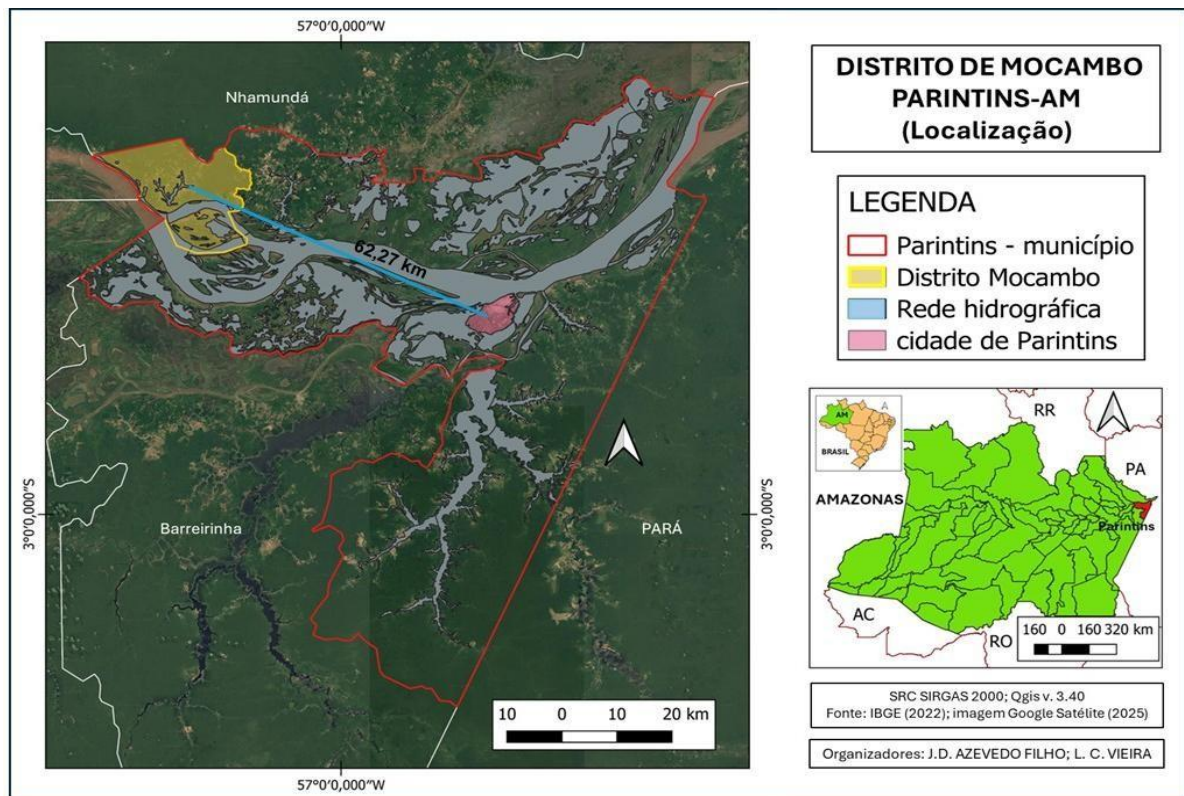 57°0'0,000"W
Nhamundá
62,27 km
3°0'0,000"S
3°0'0,000"S
Barreirinha
PARÁ
10 0 10 20 km
57°0'0,000"W
DISTRITO DE MOCAMBO
PARINTINS-AM
(Localização)
LEGENDA
Parintins - município
Distrito Mocambo
Rede hidrográfica
cidade de Parintins
A
AM
BRASIL
RR
PA
AMAZONAS
Parintins
AC
RO
160 0 160 320 km
SRC SIRGAS 2000; Qgis v. 3.40
Fonte: IBGE (2022); imagem Google Satélite (2025)
Organizadores: J.D. AZEVEDO FILHO; L. C. VIEIRA